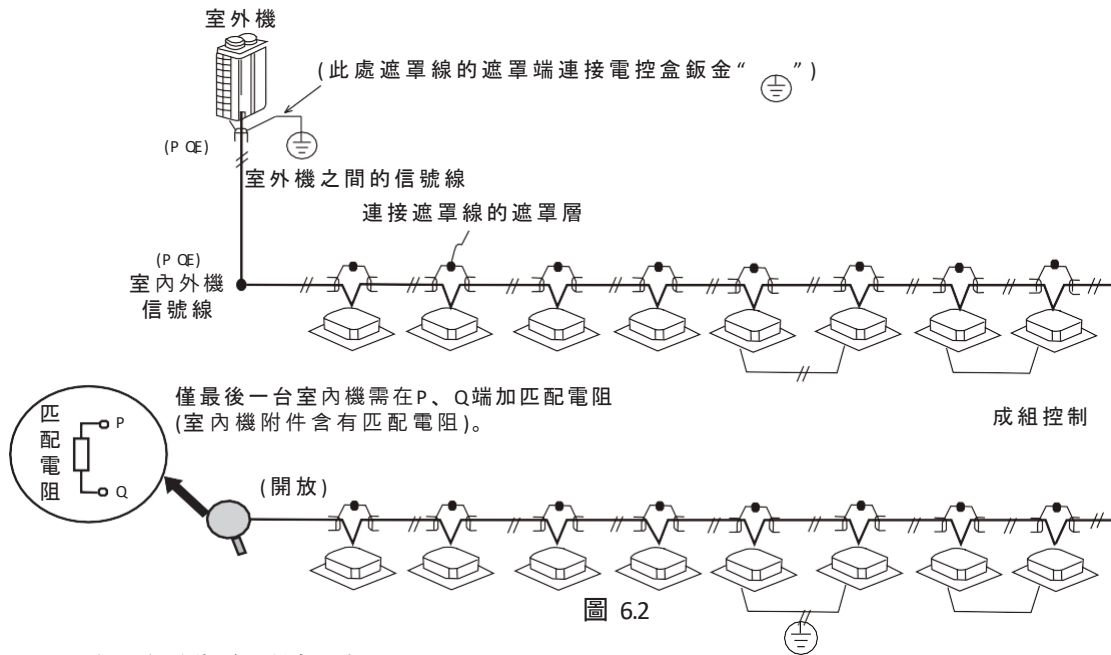 室外機
(此處遮罩線的遮罩端連接電控盒鈑金“ ”)
(P QE)
室外機之間的信號線
連接遮罩線的遮罩層
(P QE)
室內外機
信號線
僅最後一台室內機需在P、Q端加匹配電阻
(室內機附件含有匹配電阻)。
成組控制
匹配電阻
P
Q
(開放)
圖 6.2